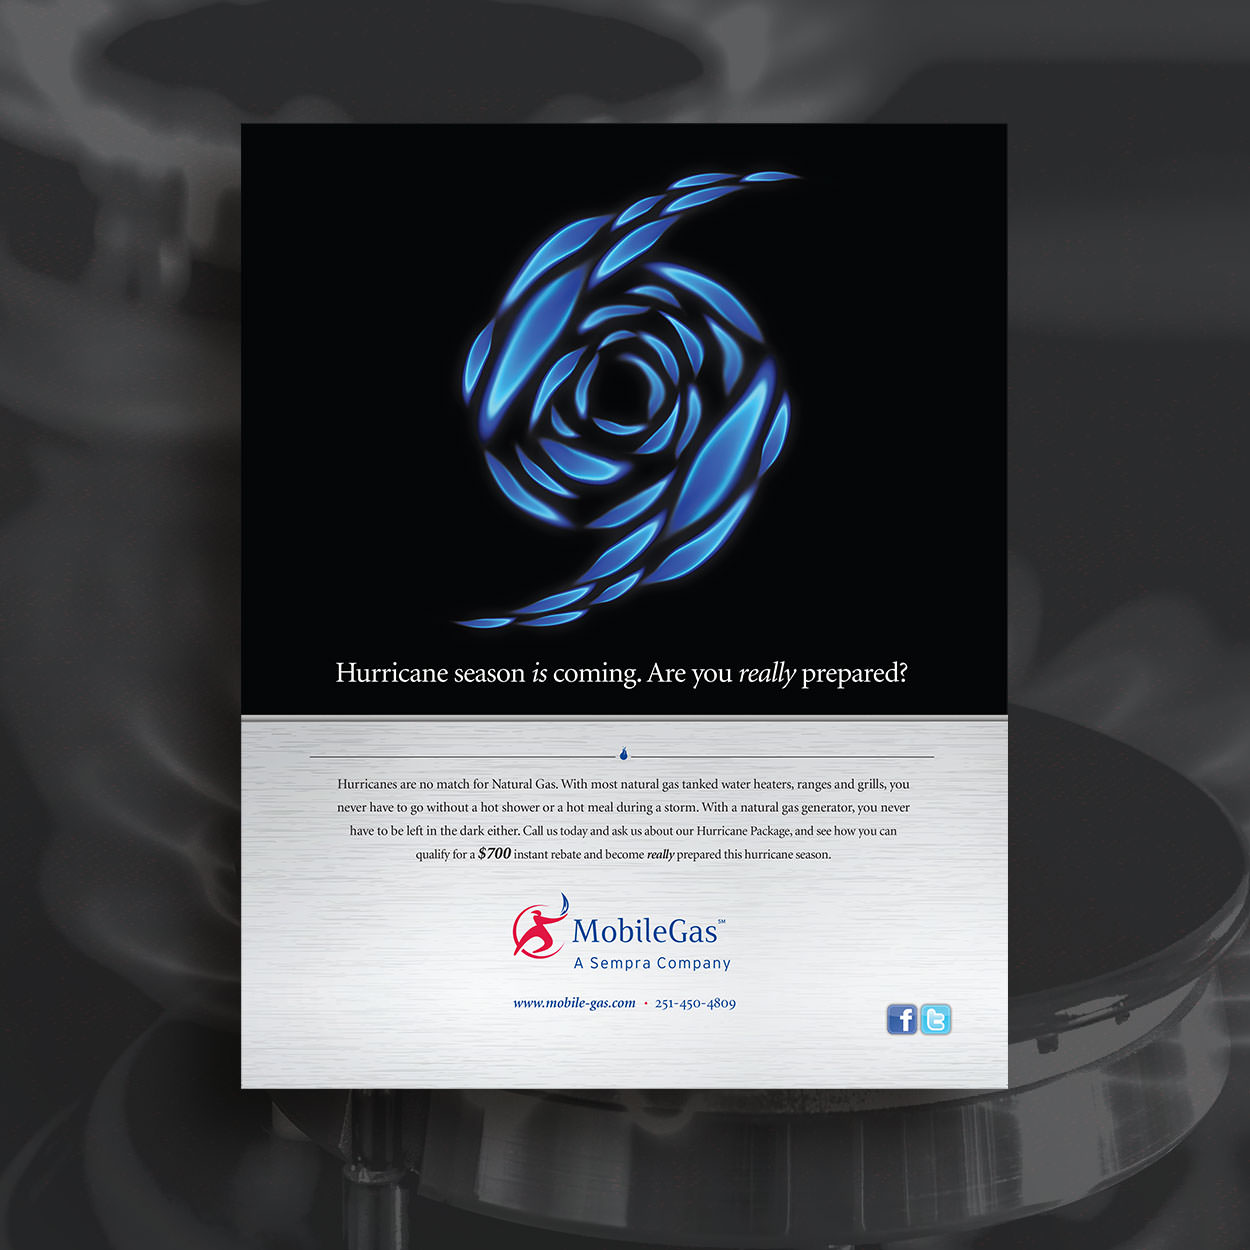 Hurricane season is coming. Are you really prepared?
Hurricanes are no match for Natural Gas. With most natural gas tanked water heaters, ranges and grills, you
never have to go without a hot shower or a hot meal during a storm. With a natural gas generator, you never
have to be left in the dark either. Call us today and ask us about our Hurricane Package, and see how you can
qualify for a $700 instant rebate and become really prepared this hurricane season.
MobileGas℠
A Sempra Company
www.mobile-gas.com • 251-450-4809
f t